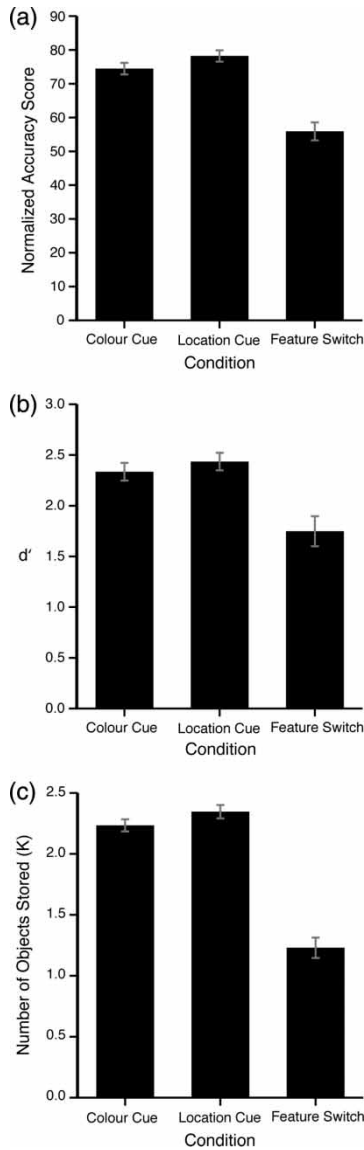 (a)
Normalized Accuracy Score
90
80
70
60
50
40
30
20
10
0
Colour Cue Location Cue Feature Switch
Condition
(b)
d′
3.0
2.5
2.0
1.5
1.0
0.5
0.0
Colour Cue Location Cue Feature Switch
Condition
(c)
Number of Objects Stored (K)
2.5
2.0
1.5
1.0
0.5
0.0
Colour Cue Location Cue Feature Switch
Condition